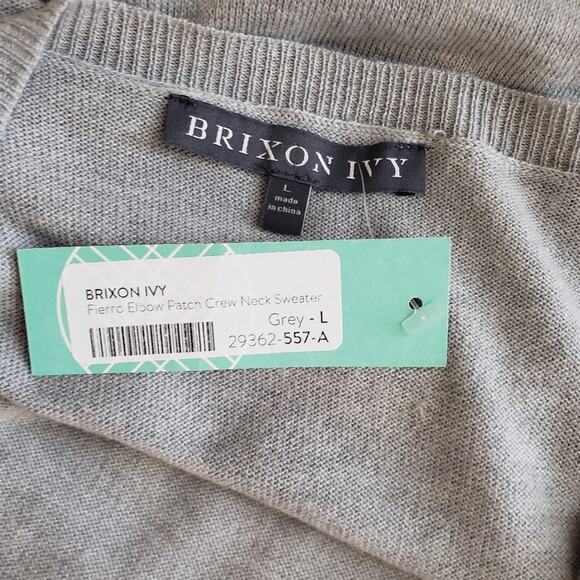 BRIXON IVY
L
made
in china
BRIXON IVY
Fierro Elbow Patch Crew Neck Sweater
Grey - L
29362-557-A